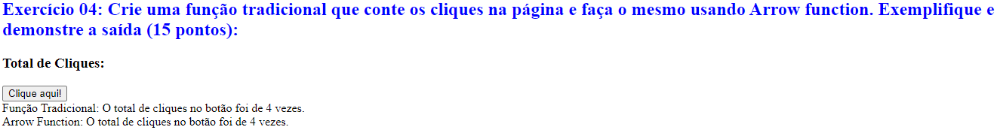 Exercício 04: Crie uma função tradicional que conte os cliques na página e faça o mesmo usando Arrow function. Exemplifique e
demonstre a saída (15 pontos):
Total de Cliques:
Clique aqui!
Função Tradicional: O total de cliques no botão foi de 4 vezes.
Arrow Function: O total de cliques no botão foi de 4 vezes.